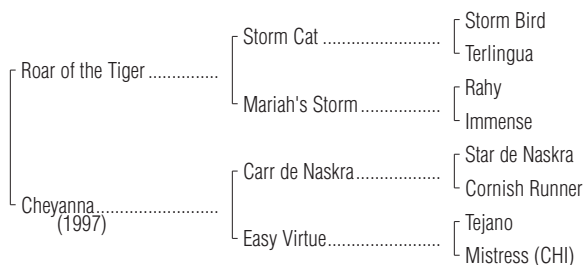 Storm Bird
Storm Cat ........................
Terlingua
Roar of the Tiger ..............
Rahy
Mariah's Storm ................
Immense
Star de Naskra
Carr de Naskra .................
Cornish Runner
Cheyanna .........................
(1997)
Tejano
Easy Virtue .......................
Mistress (CHI)